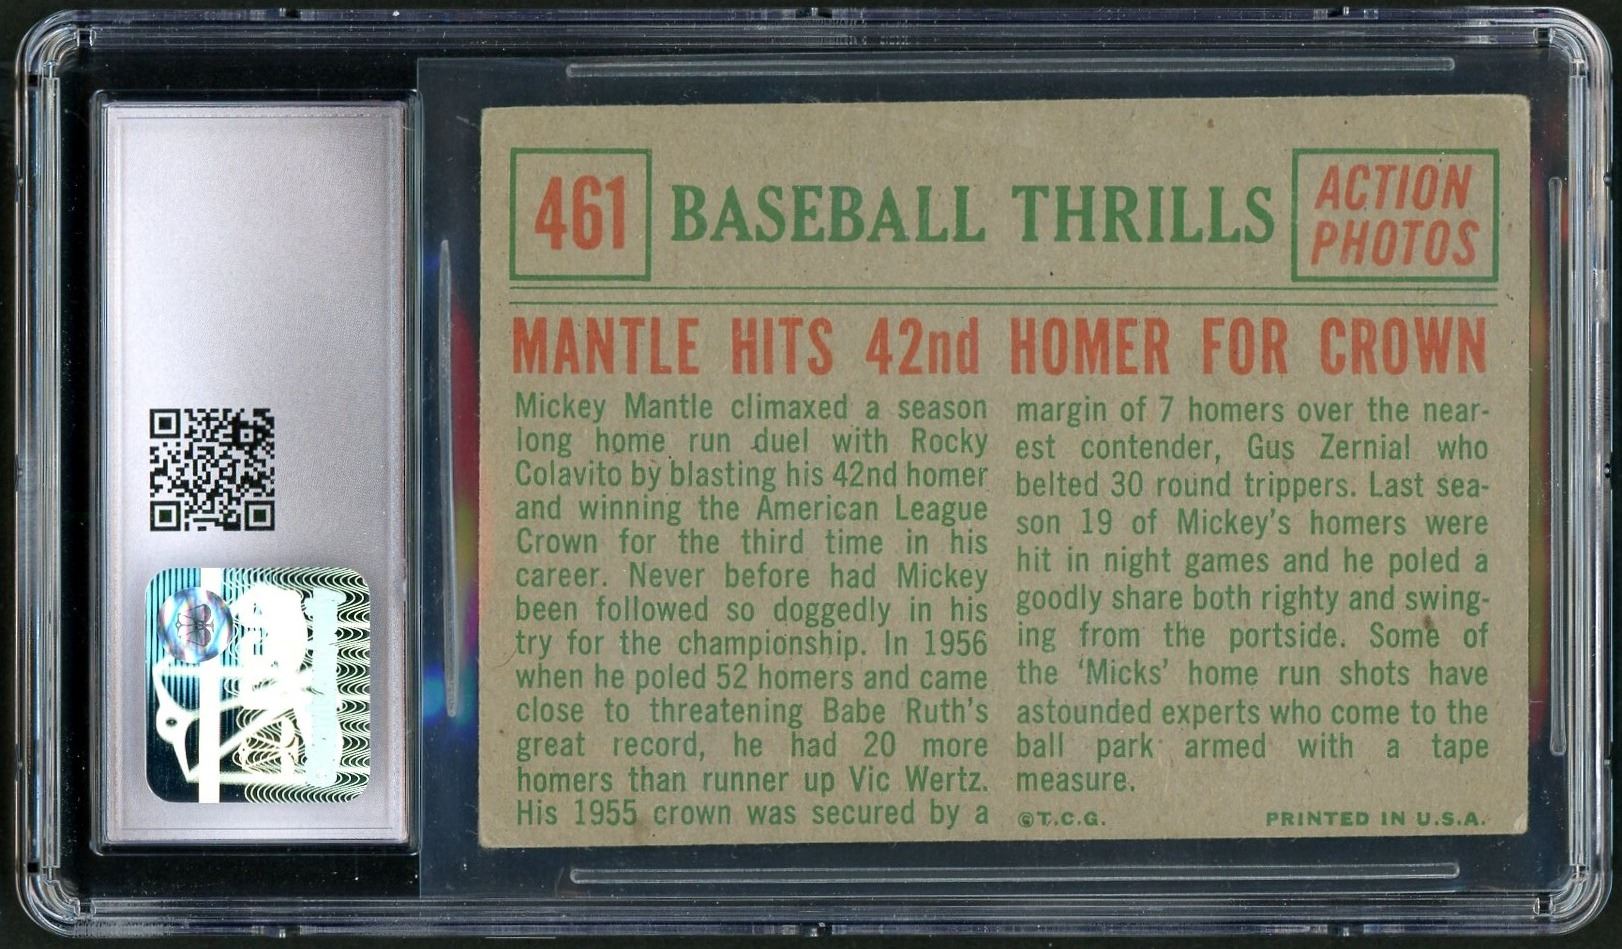 461
BASEBALL THRILLS
ACTION
PHOTOS
MANTLE HITS 42nd HOMER FOR CROWN
Mickey Mantle climaxed a season
long home run duel with Rocky
Colavito by blasting his 42nd homer
and winning the American League
Crown for the third time in his
career. Never before had Mickey
been followed so doggedly in his
try for the championship. In 1956
when he poled 52 homers and came
close to threatening Babe Ruth's
great record, he had 20 more
homers than runner up Vic Wertz.
His 1955 crown was secured by a
margin of 7 homers over the near-
est contender, Gus Zernial who
belted 30 round trippers. Last sea-
son 19 of Mickey's homers were
hit in night games and he poled a
goodly share both righty and swing-
ing from the portside. Some of
the 'Micks' home run shots have
astounded experts who come to the
ball park armed with a tape
measure.
©T.C.G.
PRINTED IN U.S.A.